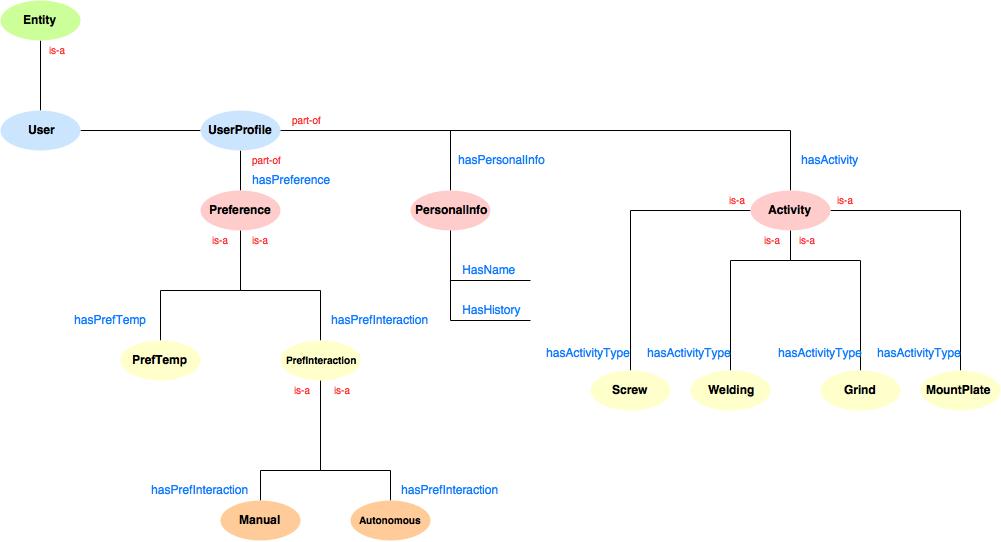 Entity
is-a
User
UserProfile
part-of
part-of
hasPreference
hasPersonalInfo
hasActivity
Preference
PersonalInfo
is-a
Activity
is-a
is-a
is-a
is-a
is-a
HasName
HasHistory
hasPrefTemp
hasPrefInteraction
hasActivityType
hasActivityType
hasActivityType
hasActivityType
PrefTemp
PrefInteraction
Screw
Welding
Grind
MountPlate
is-a
is-a
hasPrefInteraction
hasPrefInteraction
Manual
Autonomous